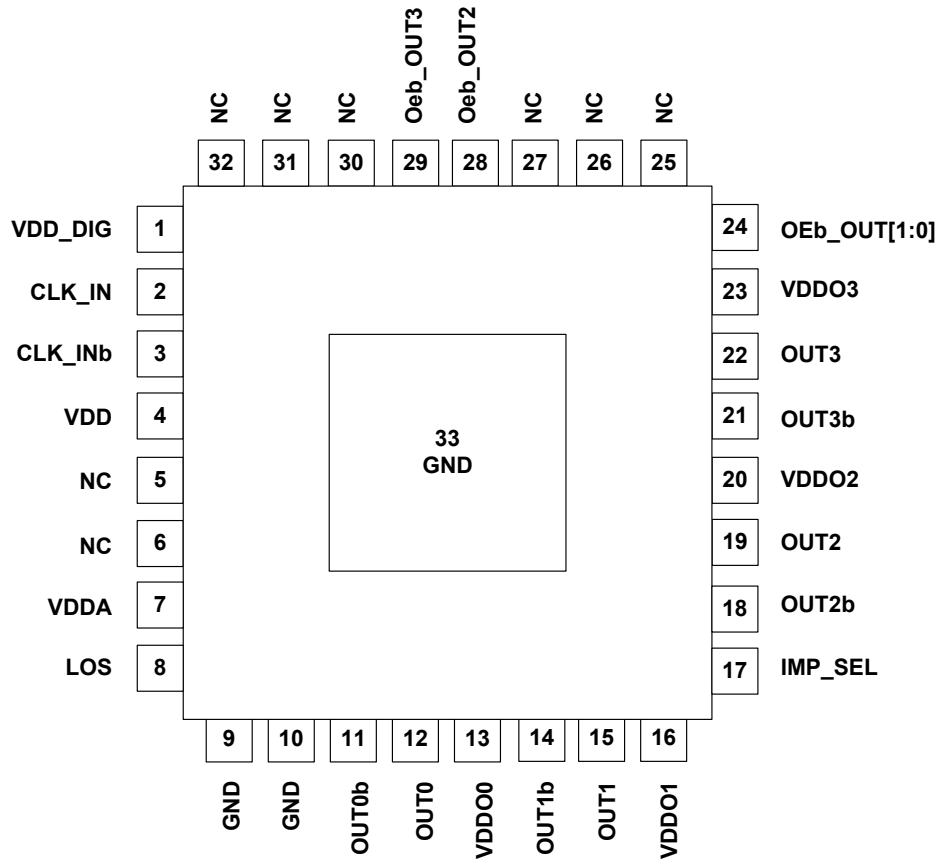 Oeb_OUT3
Oeb_OUT2
NC
NC
NC
NC
NC
NC
32
31
30
29
28
27
26
25
VDD_DIG
1
24
OEb_OUT[1:0]
CLK_IN
2
23
VDDO3
CLK_INb
3
22
OUT3
VDD
4
21
OUT3b
33
GND
NC
5
20
VDDO2
NC
6
19
OUT2
VDDA
7
18
OUT2b
LOS
8
17
IMP_SEL
9
10
11
12
13
14
15
16
GND
GND
OUT0b
OUT0
VDDO0
OUT1b
OUT1
VDDO1